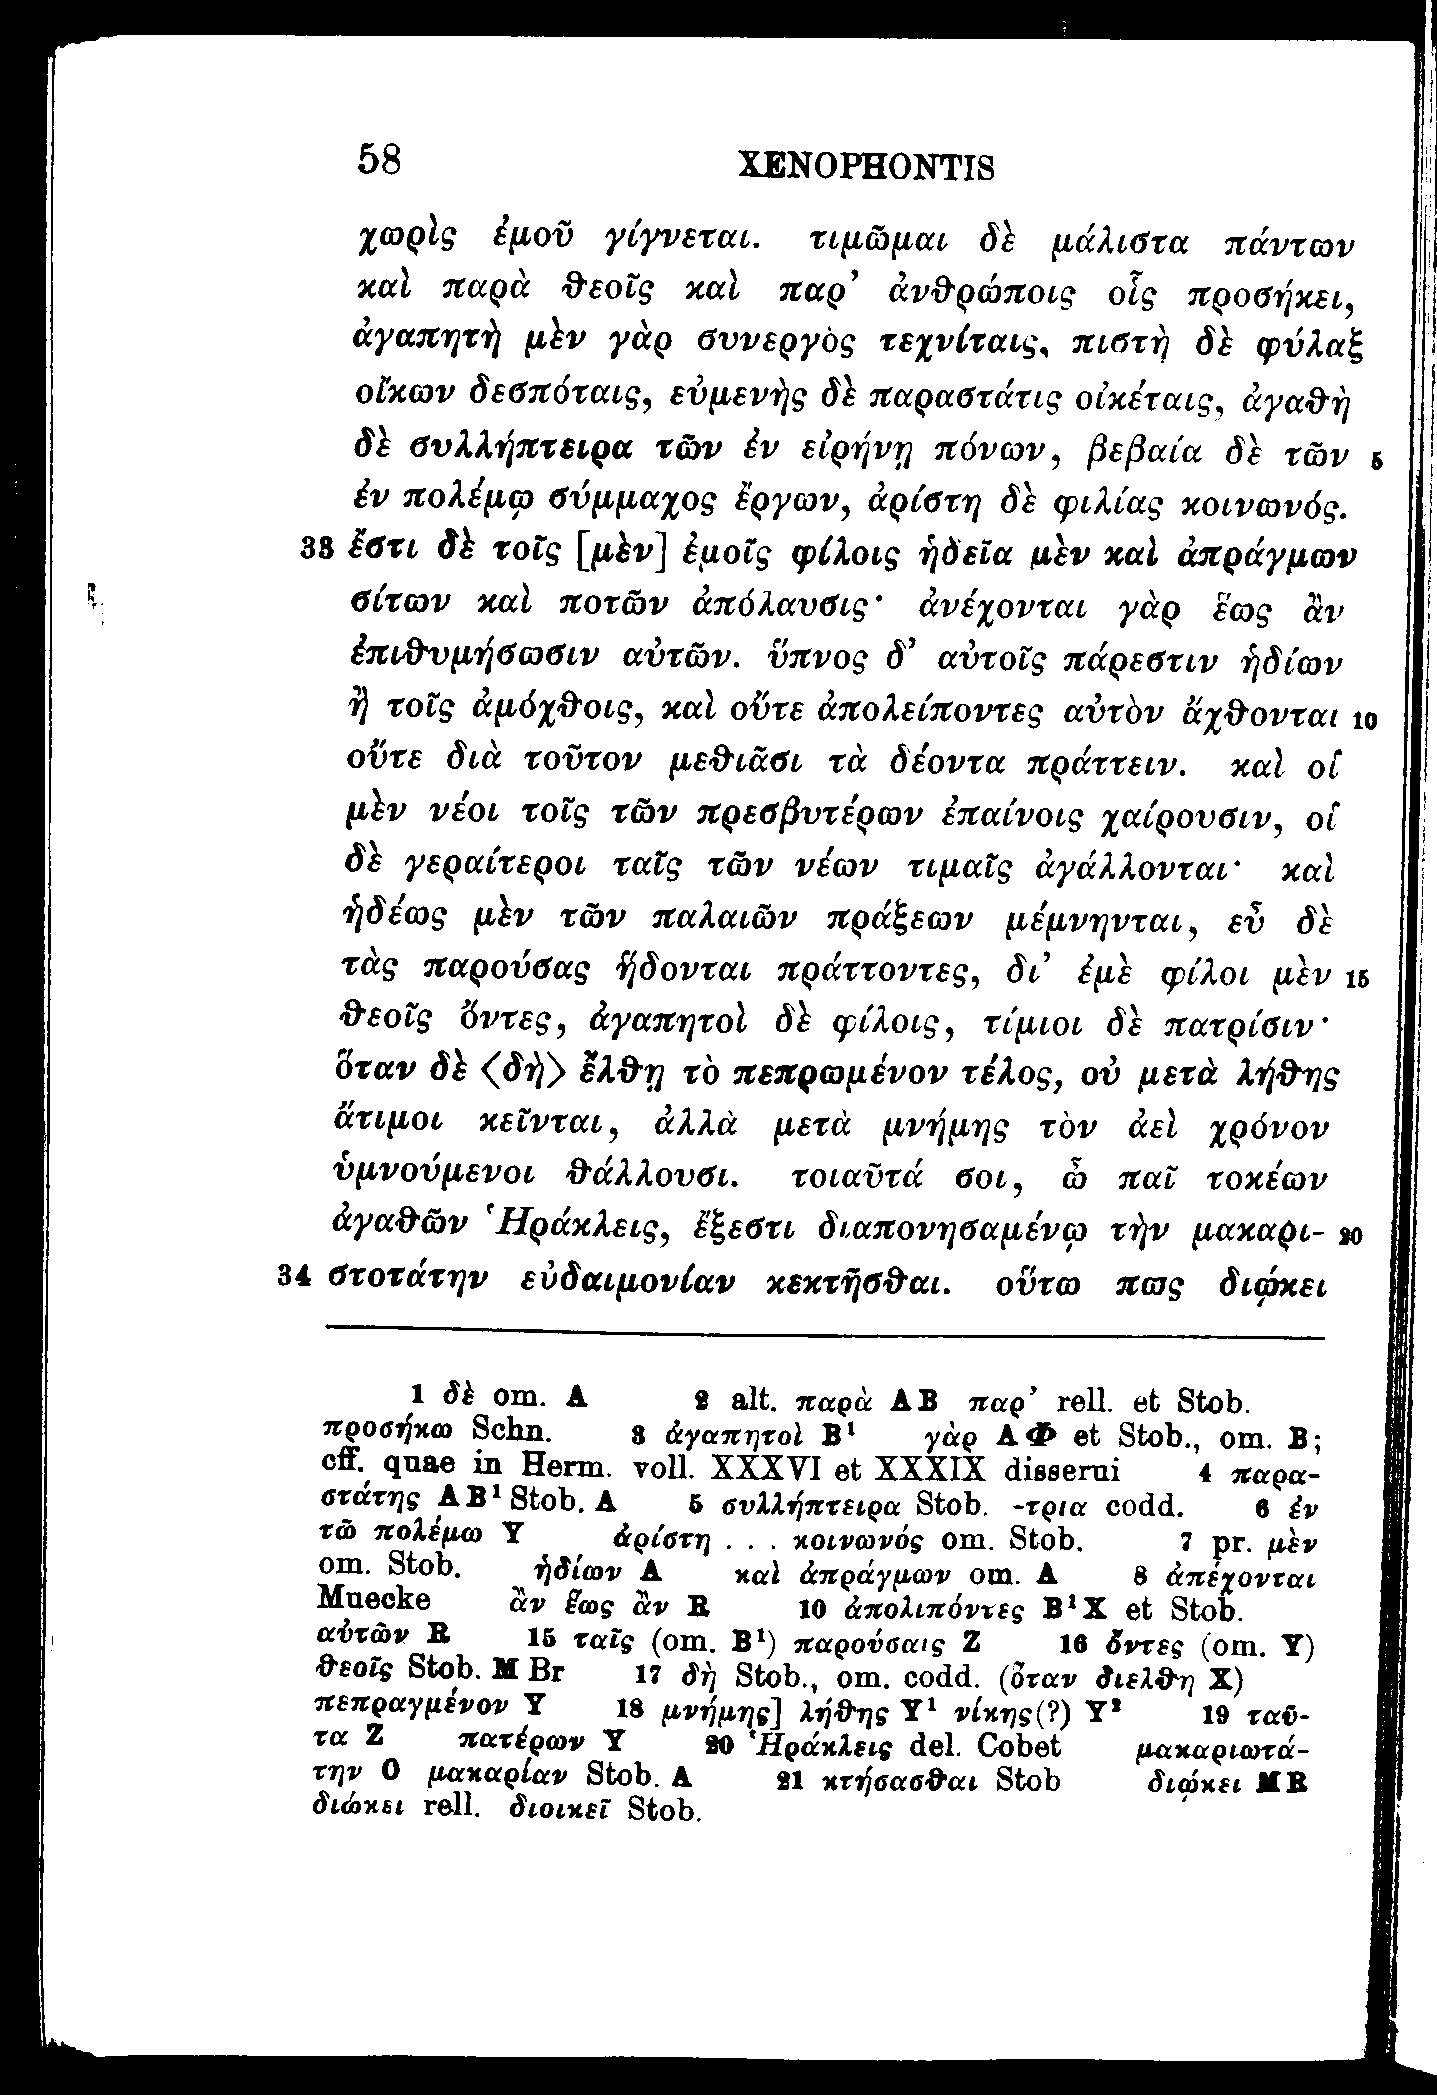 58 XENOPHONTIS
χωρὶς ἐμοῦ γίγνεται. τιμῶμαι δὲ μάλιστα πάντων
καὶ παρὰ θεοῖς καὶ παρ’ ἀνθρώποις οἷς προσήκει,
ἀγαπητὴ μὲν γὰρ συνεργὸς τεχνίταις, πιστὴ δὲ φύλαξ
οἴκων δεσπόταις, εὐμενὴς δὲ παραστάτις οἰκέταις, ἀγαθὴ
δὲ συλλήπτειρα τῶν ἐν εἰρήνῃ πόνων, βεβαία δὲ τῶν 5
ἐν πολέμῳ σύμμαχος ἔργων, ἀρίστη δὲ φιλίας κοινωνός.
33 ἔστι δὲ τοῖς [μὲν] ἐμοῖς φίλοις ἡδεῖα μὲν καὶ ἀπράγμων
σίτων καὶ ποτῶν ἀπόλαυσις· ἀνέχονται γὰρ ἕως ἂν
ἐπιθυμήσωσιν αὐτῶν. ὕπνος δ’ αὐτοῖς πάρεστιν ἡδίων
ἢ τοῖς ἀμόχθοις, καὶ οὔτε ἀπολείποντες αὐτὸν ἄχθονται 10
οὔτε διὰ τοῦτον μεθιᾶσι τὰ δέοντα πράττειν. καὶ οἱ
μὲν νέοι τοῖς τῶν πρεσβυτέρων ἐπαίνοις χαίρουσιν, οἱ
δὲ γεραίτεροι ταῖς τῶν νέων τιμαῖς ἀγάλλονται· καὶ
ἡδέως μὲν τῶν παλαιῶν πράξεων μέμνηνται, εὖ δὲ
τὰς παρούσας ἥδονται πράττοντες, δι’ ἐμὲ φίλοι μὲν 15
θεοῖς ὄντες, ἀγαπητοὶ δὲ φίλοις, τίμιοι δὲ πατρίσιν·
ὅταν δὲ ⟨δὴ⟩ ἔλθῃ τὸ πεπρωμένον τέλος, οὐ μετὰ λήθης
ἄτιμοι κεῖνται, ἀλλὰ μετὰ μνήμης τὸν ἀεὶ χρόνον
ὑμνούμενοι θάλλουσι. τοιαῦτά σοι, ὦ παῖ τοκέων
ἀγαθῶν Ἡράκλεις, ἔξεστι διαπονησαμένῳ τὴν μακαρι- 20
34 στοτάτην εὐδαιμονίαν κεκτῆσθαι. οὕτω πως διῴκει
1 δὲ om. A 2 alt. παρὰ AB παρ’ rell. et Stob.
προσήκω Schn. 3 ἀγαπητοὶ B¹ γὰρ AΦ et Stob., om. B;
cff. quae in Herm. voll. XXXVI et XXXIX disserui 4 παρα-
στάτης AB¹ Stob. A 5 συλλήπτειρα Stob. -τρια codd. 6 ἐν
τῶ πολέμω Y ἀρίστη . . . κοινωνός om. Stob. 7 pr. μὲν
om. Stob. ἡδίων A καὶ ἀπράγμων om. A 8 ἀπέχονται
Muecke ἂν ἕως ἂν R 10 ἀπολιπόντες B¹X et Stob.
αὐτῶν R 15 ταῖς (om. B¹) παρούσαις Z 16 ὄντες (om. Y)
θεοῖς Stob. M Br 17 δὴ Stob., om. codd. (ὅταν διελθη X)
πεπραγμένον Y 18 μνήμης] λήθης Y¹ νίκης(?) Y² 19 ταῦ-
τα Z πατέρων Y 20 Ἡράκλεις del. Cobet μακαριωτά-
την O μακαρίαν Stob. A 21 κτήσασθαι Stob διῴκει MR
διώκει rell. διοικεῖ Stob.